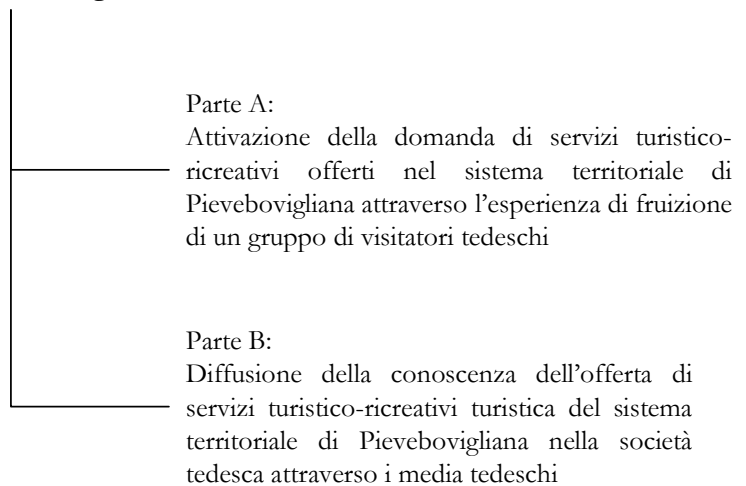 Parte A:
Attivazione della domanda di servizi turistico-
ricreativi offerti nel sistema territoriale di
Pievebovigliana attraverso l'esperienza di fruizione
di un gruppo di visitatori tedeschi
Parte B:
Diffusione della conoscenza dell'offerta di
servizi turistico-ricreativi turistica del sistema
territoriale di Pievebovigliana nella società
tedesca attraverso i media tedeschi